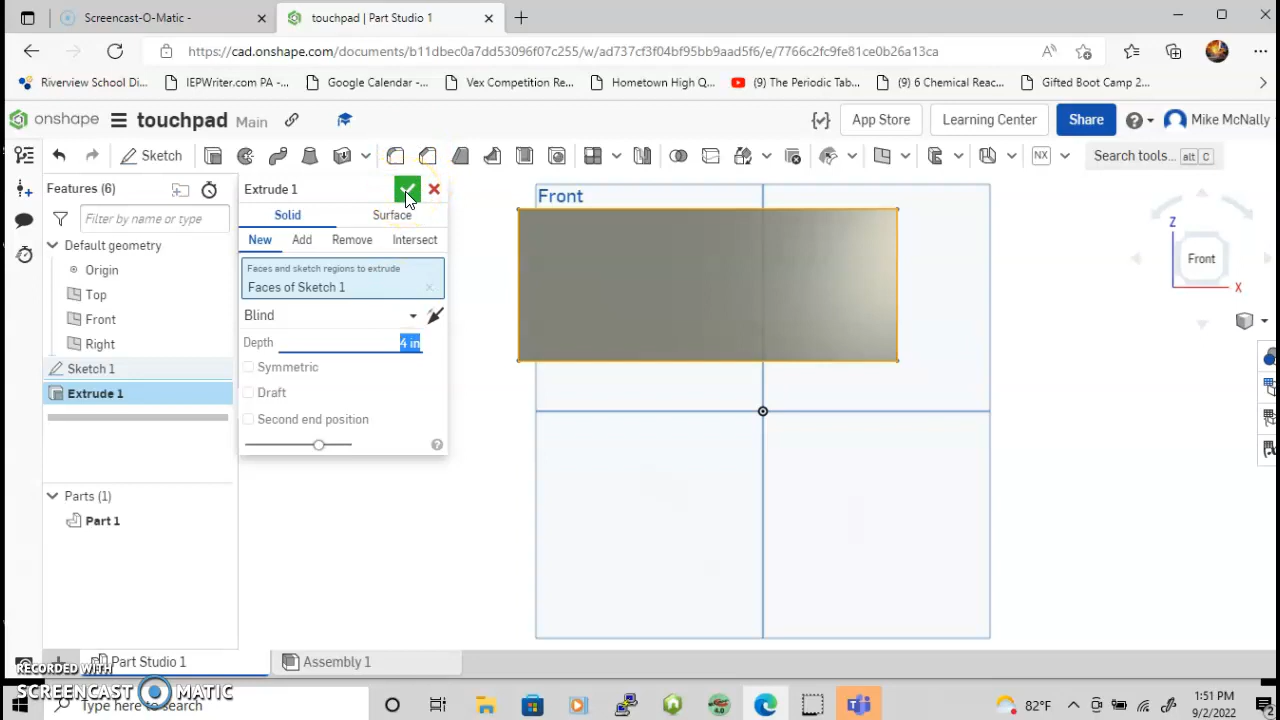 Screencast-O-Matic -
touchpad | Part Studio 1
https://cad.onshape.com/documents/b11dbec0a7dd53096f07c255/w/ad737cf3f04bf95bb9aad5f6/e/7766c2fc9fe81ce0b26a13ca
Riverview School Di...
IEPWriter.com PA -...
Google Calendar -...
Vex Competition Re...
Hometown High Q...
(9) The Periodic Tab...
(9) 6 Chemical Reac...
Gifted Boot Camp 2...
onshape touchpad Main
App Store
Learning Center
Share
Mike McNally
Sketch
NX
Search tools... alt C
Features (6)
Filter by name or type
Default geometry
Origin
Top
Front
Right
Sketch 1
Extrude 1
Parts (1)
Part 1
Extrude 1
Solid Surface
New Add Remove Intersect
Faces and sketch regions to extrude
Faces of Sketch 1
Blind
Depth 4 in
Symmetric
Draft
Second end position
Front
Z
Front
X
Part Studio 1
Assembly 1
RECORDED WITH
SCREENCAST MATIC
Type here to search
4.0
82°F
1:51 PM
9/2/2022
2